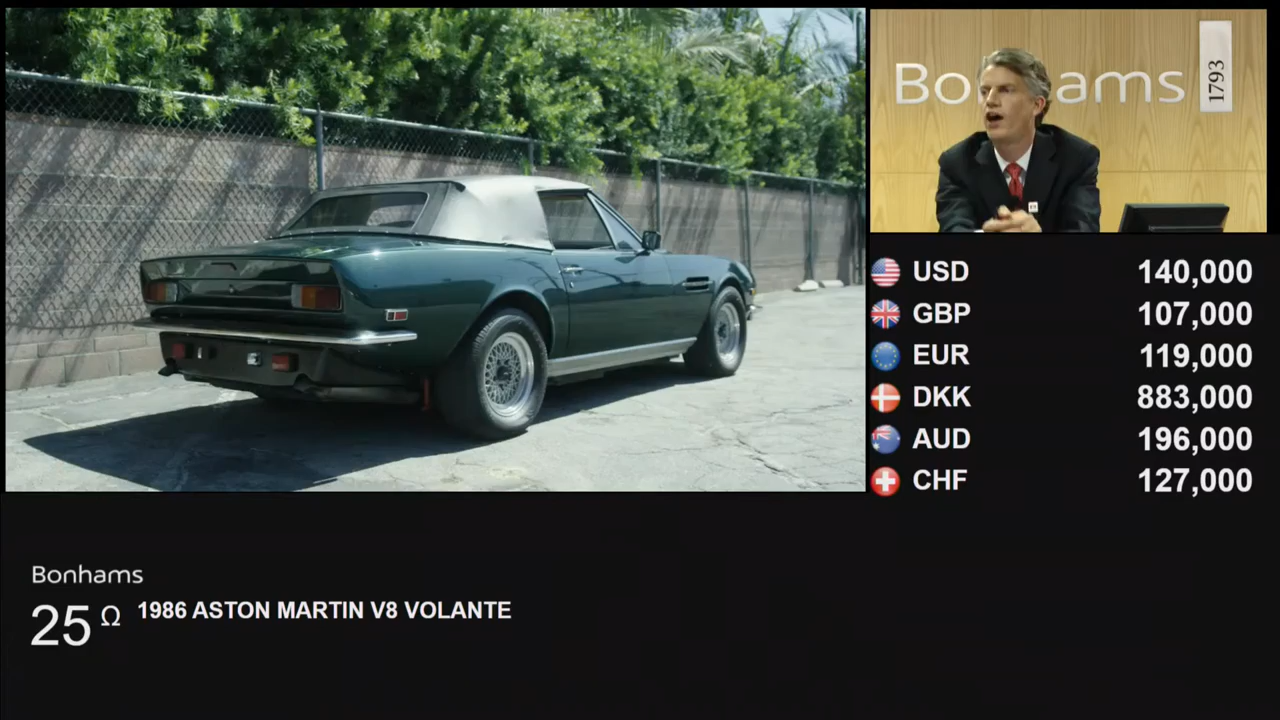 Bonhams
1793
USD 140,000
GBP 107,000
EUR 119,000
DKK 883,000
AUD 196,000
CHF 127,000
Bonhams
25 Ω 1986 ASTON MARTIN V8 VOLANTE